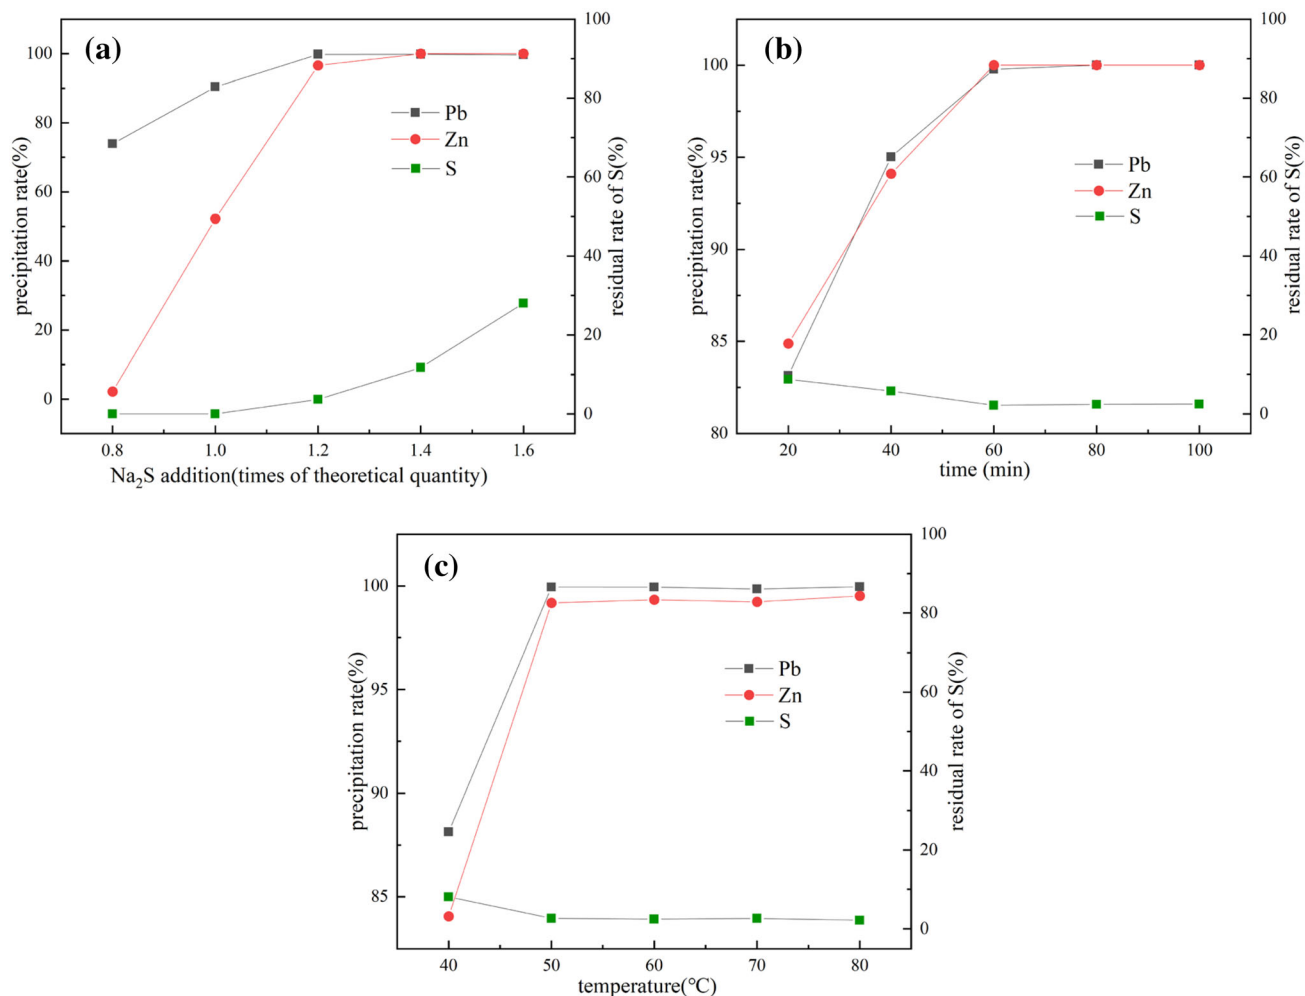 (a)
precipitation rate(%)
100
80
60
40
20
0
0.8
1.0
1.2
1.4
1.6
Na₂S addition(times of theoretical quantity)
100
80
60
40
20
0
residual rate of S(%)
Pb
Zn
S
(b)
precipitation rate(%)
100
95
90
85
80
20
40
60
80
100
time (min)
100
80
60
40
20
0
residual rate of S(%)
Pb
Zn
S
(c)
precipitation rate(%)
100
95
90
85
40
50
60
70
80
temperature(°C)
100
80
60
40
20
0
residual rate of S(%)
Pb
Zn
S